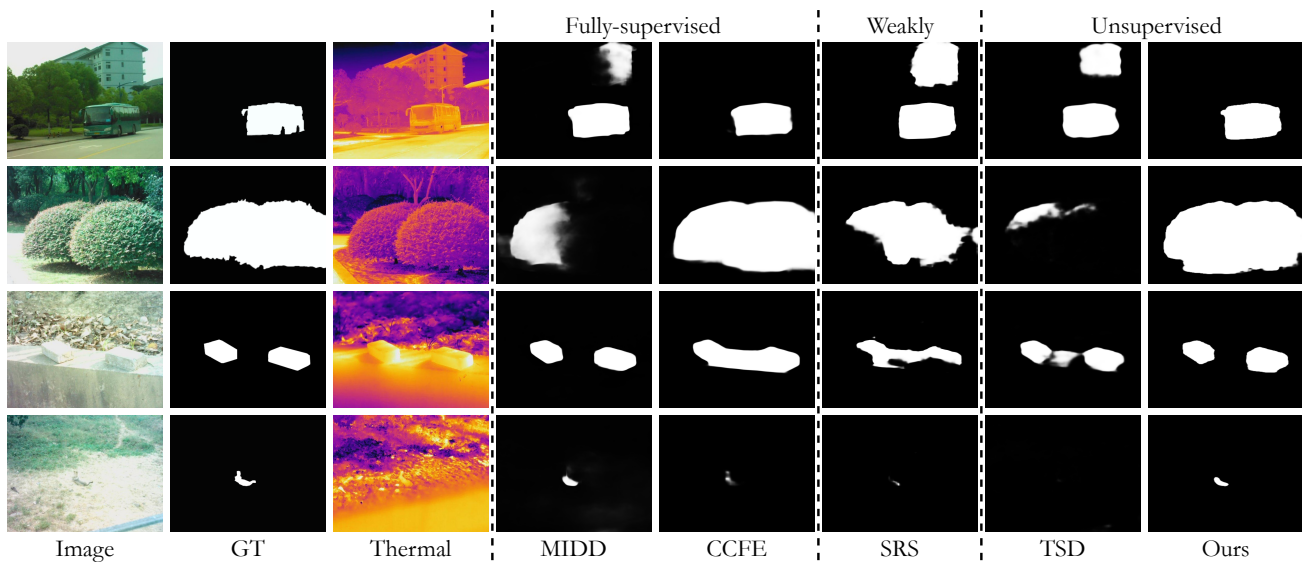 Fully-supervised Weakly Unsupervised
Image GT Thermal MIDD CCFE SRS TSD Ours